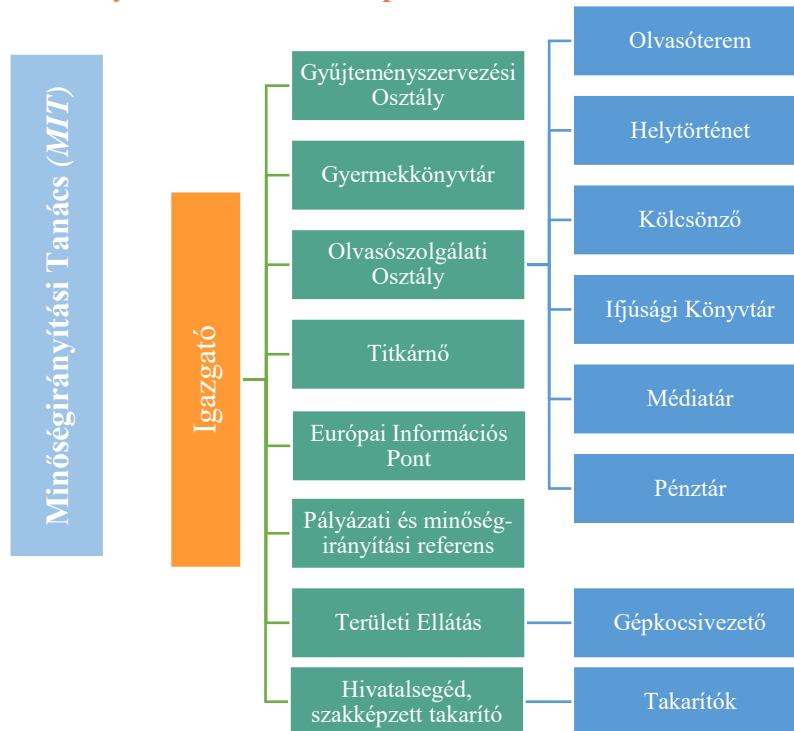 Minőségirányítási Tanács (MIT)
Igazgató
Gyűjteményszervezési
Osztály
Gyermekkönyvtár
Olvasószolgálati
Osztály
Titkárnő
Európai Információs
Pont
Pályázati és minőség-
irányítási referens
Területi Ellátás
Hivatalsegéd,
szakképzett takarító
Olvasóterem
Helytörténet
Kölcsönző
Ifjúsági Könyvtár
Médiatár
Pénztár
Gépkocsivezető
Takarítók